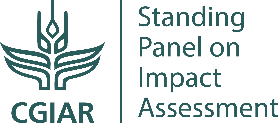 CGIAR
Standing
Panel on
Impact
Assessment